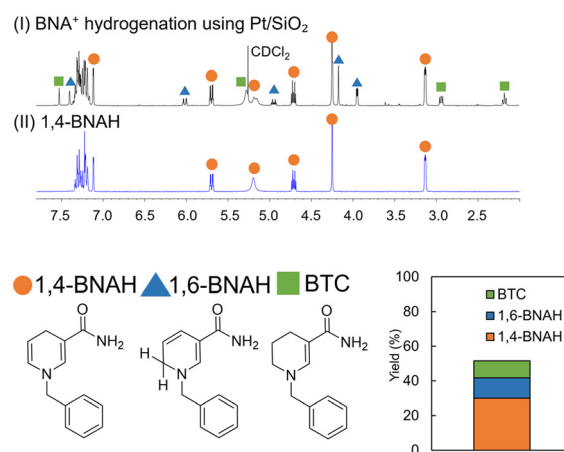 (I) BNA⁺ hydrogenation using Pt/SiO₂
CDCl₂
(II) 1,4-BNAH
7.5 7.0 6.5 6.0 5.5 5.0 4.5 4.0 3.5 3.0 2.5
1,4-BNAH 1,6-BNAH BTC
O
NH₂
N
O
NH₂
H
H
N
O
NH₂
N
Yield (%)
100
80
60
40
20
0
BTC
1,6-BNAH
1,4-BNAH